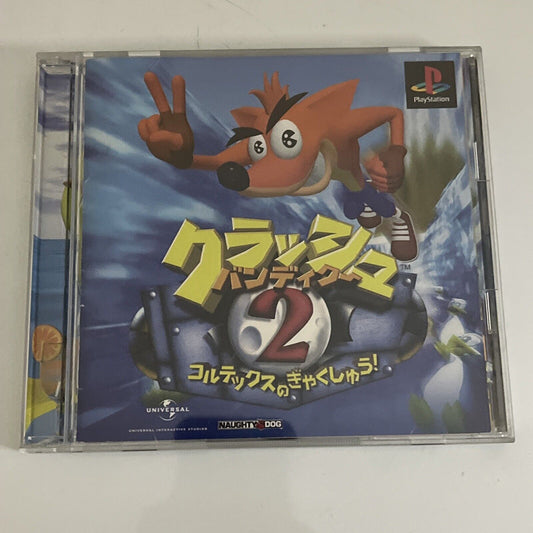 PlayStation
クラッシュ
バンディクー
TM
2
コルテックスのぎゃくしゅう!
UNIVERSAL
UNIVERSAL INTERACTIVE STUDIOS
NAUGHTY DOG